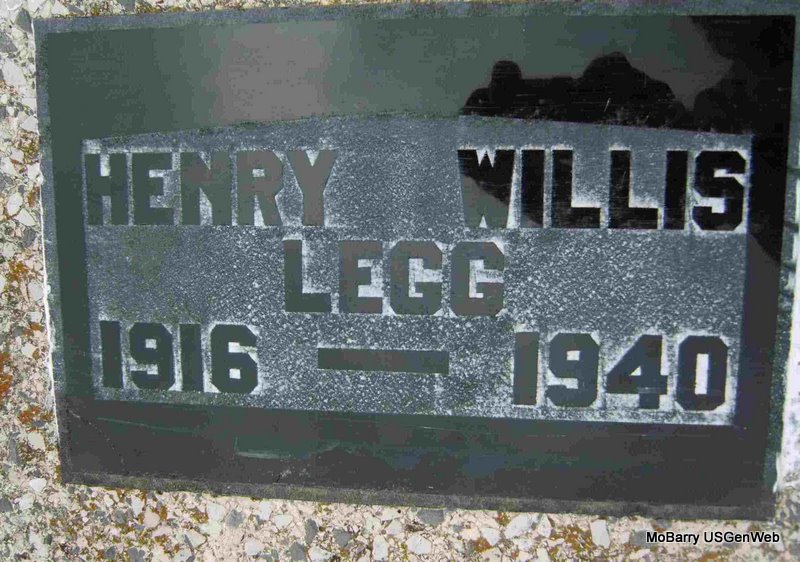 HENRY WILLIS
LEGG
1916 — 1940
MoBarry USGenWeb